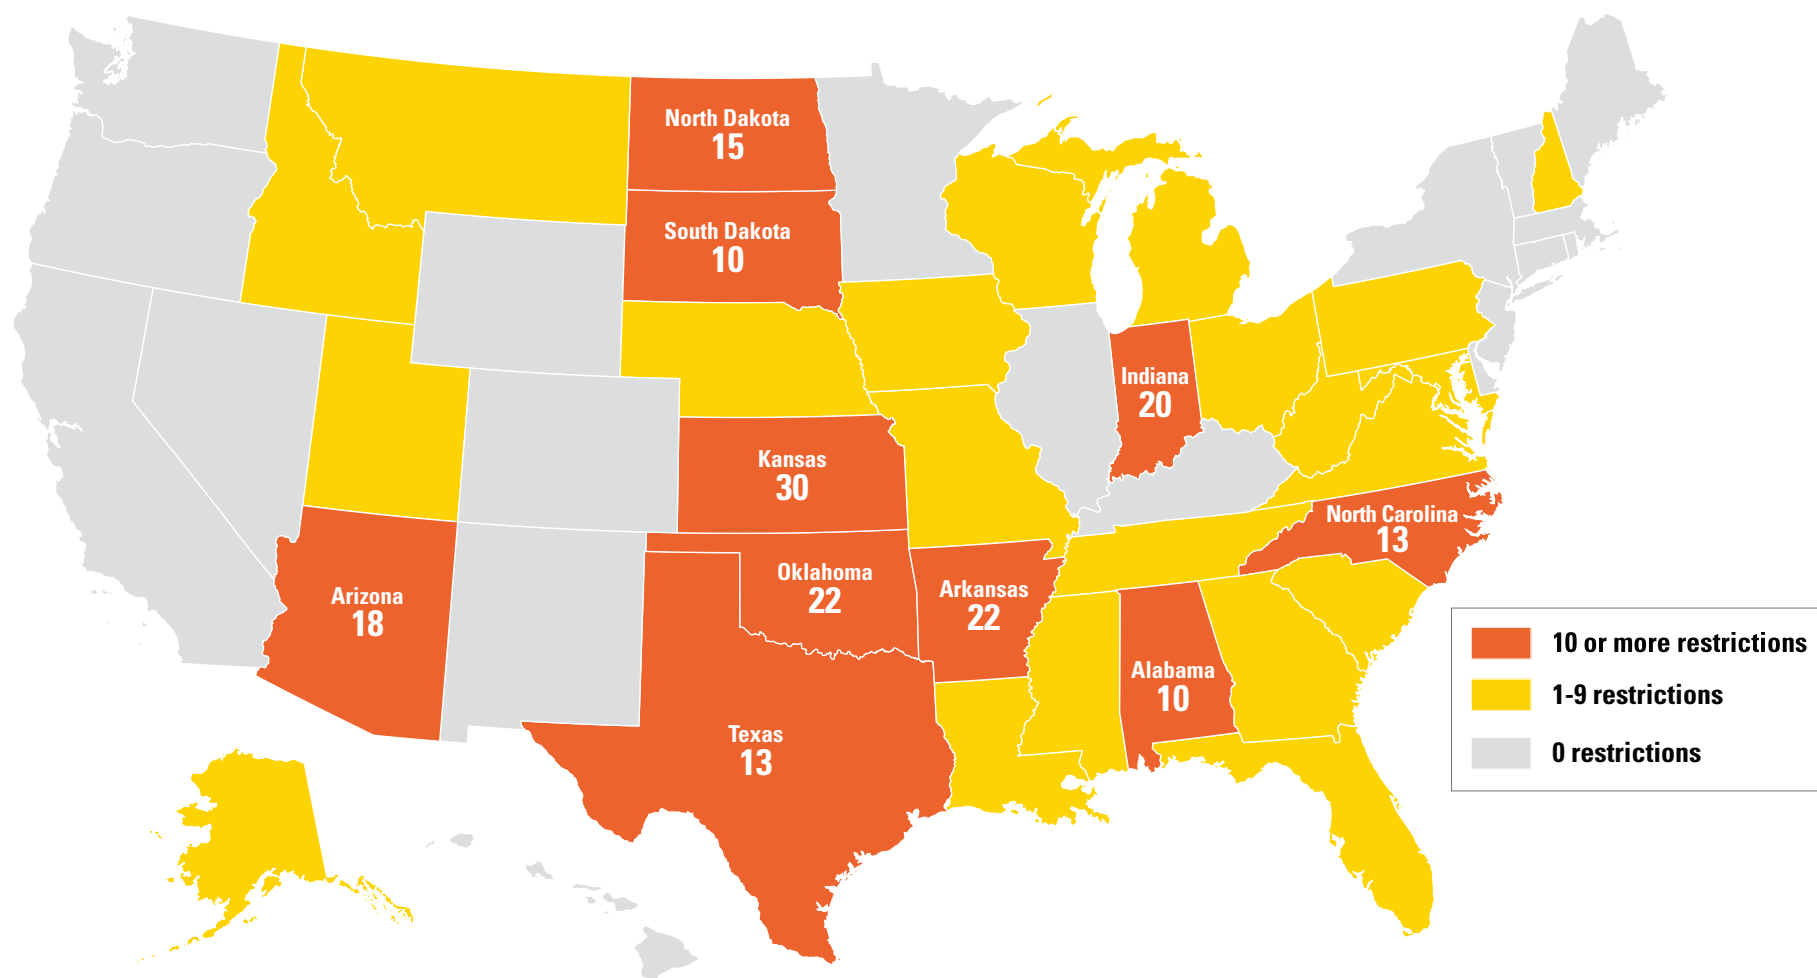 North Dakota
15
South Dakota
10
Indiana
20
Kansas
30
North Carolina
13
Oklahoma
22
Arkansas
22
Arizona
18
Alabama
10
Texas
13
10 or more restrictions
1-9 restrictions
0 restrictions